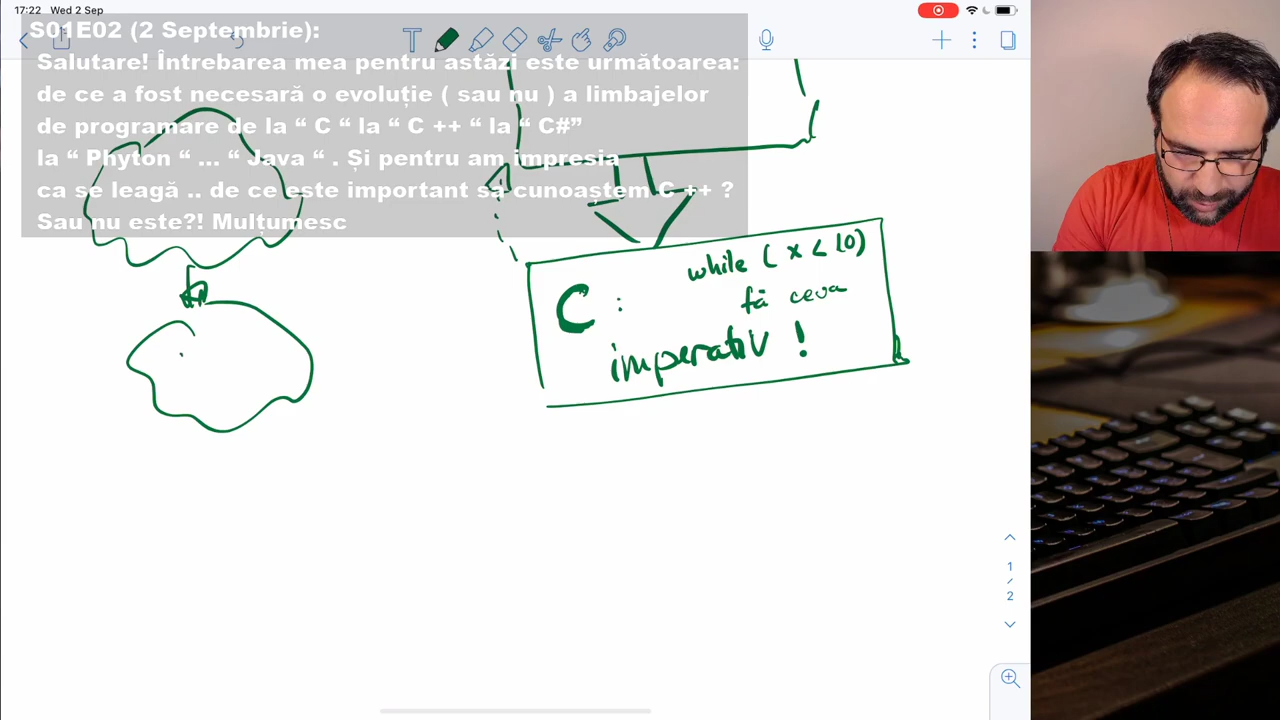 17:22 Wed 2 Sep
S01E02 (2 Septembrie):
Salutare! Întrebarea mea pentru astăzi este următoarea:
de ce a fost necesară o evoluție ( sau nu ) a limbajelor
de programare de la “ C “ la “ C ++ “ la “ C#”
la “ Phyton “ ... “ Java “ . Și pentru am impresia
ca se leagă .. de ce este important să cunoaștem C ++ ?
Sau nu este?! Mulțumesc
while ( x < 10)
C : fă ceva
imperativ !
1
/
2